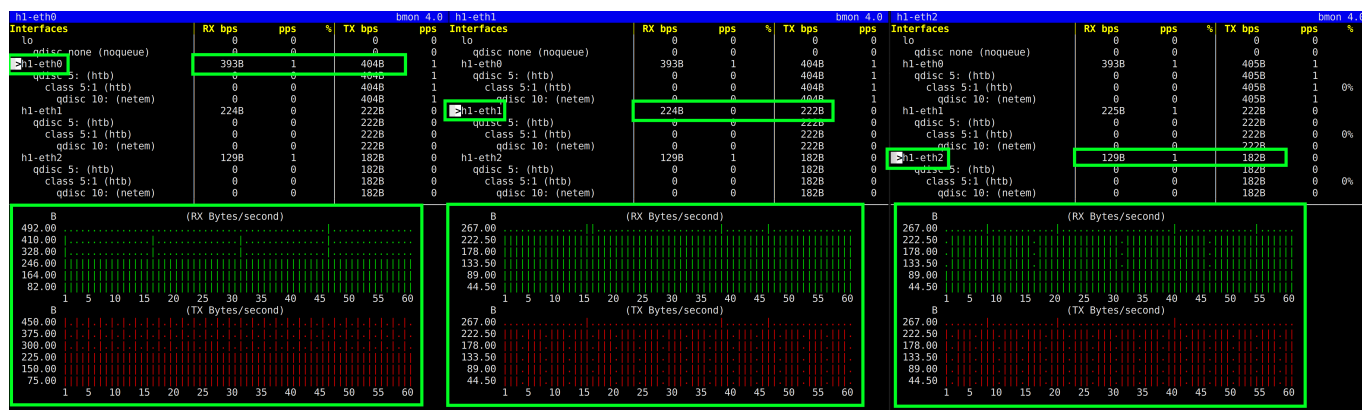 h1-eth0 bmon 4.0
Interfaces RX bps pps % TX bps pps
lo 0 0 0 0
qdisc none (noqueue) 0 0 0 0
>h1-eth0 393B 1 404B 1
qdisc 5: (htb) 0 0 404B 1
class 5:1 (htb) 0 0 404B 1
qdisc 10: (netem) 0 0 404B 1
h1-eth1 224B 0 222B 0
qdisc 5: (htb) 0 0 222B 0
class 5:1 (htb) 0 0 222B 0
qdisc 10: (netem) 0 0 222B 0
h1-eth2 129B 1 182B 0
qdisc 5: (htb) 0 0 182B 0
class 5:1 (htb) 0 0 182B 0
qdisc 10: (netem) 0 0 182B 0
B (RX Bytes/second)
492.00
410.00
328.00
246.00
164.00
82.00
1 5 10 15 20 25 30 35 40 45 50 55 60
B (TX Bytes/second)
450.00
375.00
300.00
225.00
150.00
75.00
1 5 10 15 20 25 30 35 40 45 50 55 60
h1-eth1 bmon 4.0
Interfaces RX bps pps % TX bps pps
lo 0 0 0 0
qdisc none (noqueue) 0 0 0 0
h1-eth0 393B 1 404B 1
qdisc 5: (htb) 0 0 404B 1
class 5:1 (htb) 0 0 404B 1
qdisc 10: (netem) 0 0 404B 1
>h1-eth1 224B 0 222B 0
qdisc 5: (htb) 0 0 222B 0
class 5:1 (htb) 0 0 222B 0
qdisc 10: (netem) 0 0 222B 0
h1-eth2 129B 1 182B 0
qdisc 5: (htb) 0 0 182B 0
class 5:1 (htb) 0 0 182B 0
qdisc 10: (netem) 0 0 182B 0
B (RX Bytes/second)
267.00
222.50
178.00
133.50
89.00
44.50
1 5 10 15 20 25 30 35 40 45 50 55 60
B (TX Bytes/second)
267.00
222.50
178.00
133.50
89.00
44.50
1 5 10 15 20 25 30 35 40 45 50 55 60
h1-eth2 bmon 4.0
Interfaces RX bps pps % TX bps pps %
lo 0 0 0 0
qdisc none (noqueue) 0 0 0 0
h1-eth0 393B 1 405B 1
qdisc 5: (htb) 0 0 405B 1
class 5:1 (htb) 0 0 405B 1 0%
qdisc 10: (netem) 0 0 405B 1
h1-eth1 225B 1 222B 0
qdisc 5: (htb) 0 0 222B 0
class 5:1 (htb) 0 0 222B 0 0%
qdisc 10: (netem) 0 0 222B 0
>h1-eth2 129B 1 182B 0
qdisc 5: (htb) 0 0 182B 0
class 5:1 (htb) 0 0 182B 0 0%
qdisc 10: (netem) 0 0 182B 0
B (RX Bytes/second)
267.00
222.50
178.00
133.50
89.00
44.50
1 5 10 15 20 25 30 35 40 45 50 55 60
B (TX Bytes/second)
267.00
222.50
178.00
133.50
89.00
44.50
1 5 10 15 20 25 30 35 40 45 50 55 60